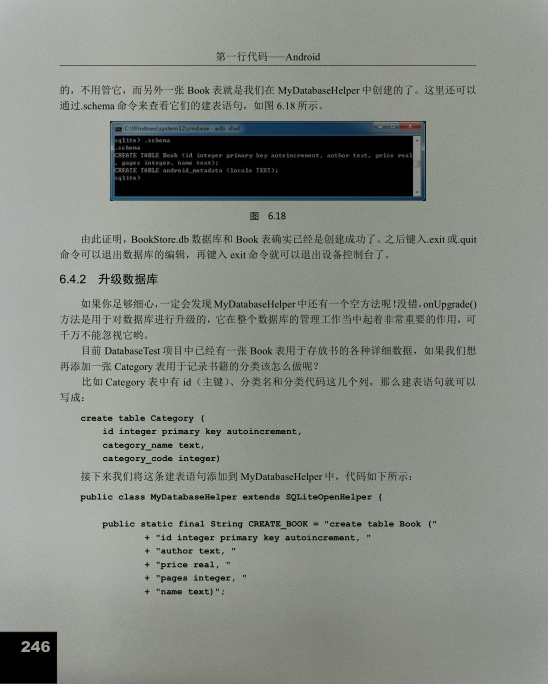 第一行代码——Android
的，不用管它，而另外一张 Book 表就是我们在 MyDatabaseHelper 中创建的了。这里还可以
通过.schema 命令来查看它们的建表语句，如图 6.18 所示。
C:\Windows\system32\cmd.exe - adb shell
sqlite> .schema
.schema
CREATE TABLE Book (id integer primary key autoincrement, author text, price real
, pages integer, name text);
CREATE TABLE android_metadata (locale TEXT);
sqlite>
图 6.18
由此证明，BookStore.db 数据库和 Book 表确实已经是创建成功了。之后键入.exit 或.quit
命令可以退出数据库的编辑，再键入 exit 命令就可以退出设备控制台了。
6.4.2 升级数据库
如果你足够细心，一定会发现 MyDatabaseHelper 中还有一个空方法呢！没错，onUpgrade()
方法是用于对数据库进行升级的，它在整个数据库的管理工作当中起着非常重要的作用，可
千万不能忽视它哟。
目前 DatabaseTest 项目中已经有一张 Book 表用于存放书的各种详细数据，如果我们想
再添加一张 Category 表用于记录书籍的分类该怎么做呢？
比如 Category 表中有 id（主键）、分类名和分类代码这几个列，那么建表语句就可以
写成：
create table Category (
id integer primary key autoincrement,
category_name text,
category_code integer)
接下来我们将这条建表语句添加到 MyDatabaseHelper 中，代码如下所示：
public class MyDatabaseHelper extends SQLiteOpenHelper {
public static final String CREATE_BOOK = "create table Book ("
+ "id integer primary key autoincrement, "
+ "author text, "
+ "price real, "
+ "pages integer, "
+ "name text)";
246